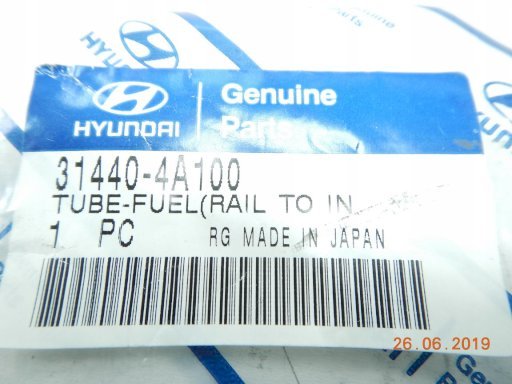 HYUNDAI
Genuine
Parts
31440-4A100
TUBE-FUEL(RAIL TO IN
1 PC RG MADE IN JAPAN
26.06.2019